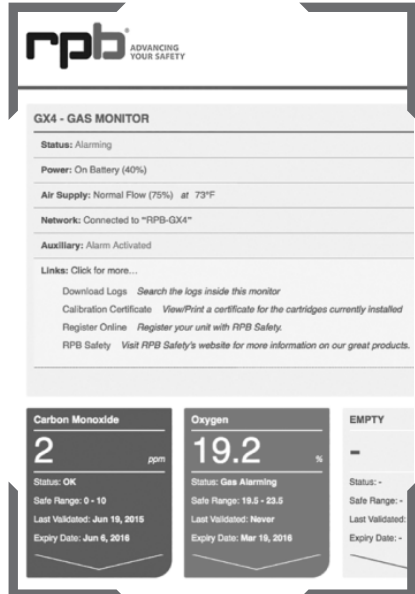 rpb
ADVANCING
YOUR SAFETY
GX4 - GAS MONITOR
Status: Alarming
Power: On Battery (40%)
Air Supply: Normal Flow (75%) at 73°F
Network: Connected to "RPB-GX4"
Auxiliary: Alarm Activated
Links: Click for more....
Download Logs Search the logs inside this monitor
Calibration Certificate View/Print a certificate for the cartridges currently installed
Register Online Register your unit with RPB Safety.
RPB Safety Visit RPB Safety's website for more information on our great products.
Carbon Monoxide
2 ppm
Status: OK
Safe Range: 0 - 10
Last Validated: Jun 19, 2015
Expiry Date: Jun 6, 2016
Oxygen
19.2 %
Status: Gas Alarming
Safe Range: 19.5 - 23.5
Last Validated: Never
Expiry Date: Mar 19, 2016
EMPTY
-
Status: -
Safe Range: -
Last Validated:
Expiry Date: -